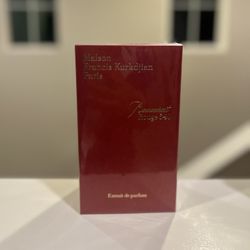 Maison
Francis Kurkdjian
Paris
Baccarat
Rouge 540
Extrait de parfum